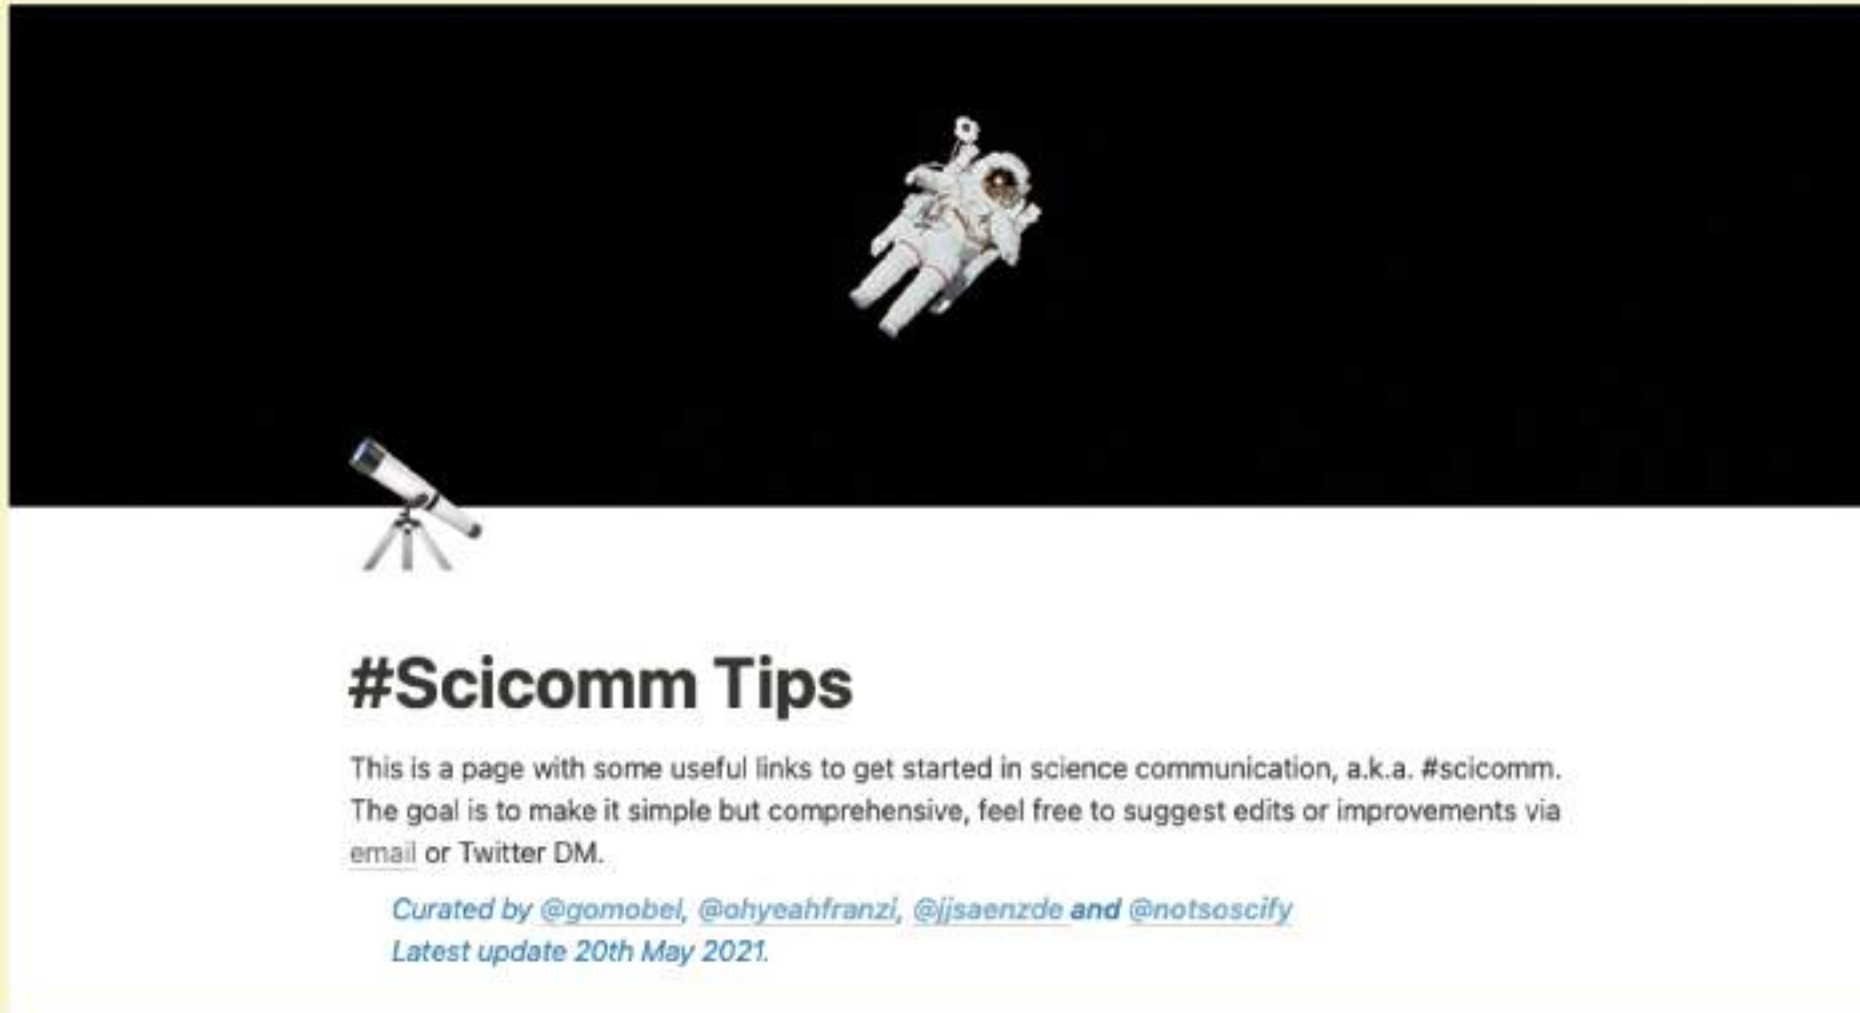 #Scicomm Tips
This is a page with some useful links to get started in science communication, a.k.a. #scicomm.
The goal is to make it simple but comprehensive, feel free to suggest edits or improvements via
email or Twitter DM.
Curated by @gomobel, @ohyeahfranzi, @jjsaenzde and @notsoscify
Latest update 20th May 2021.